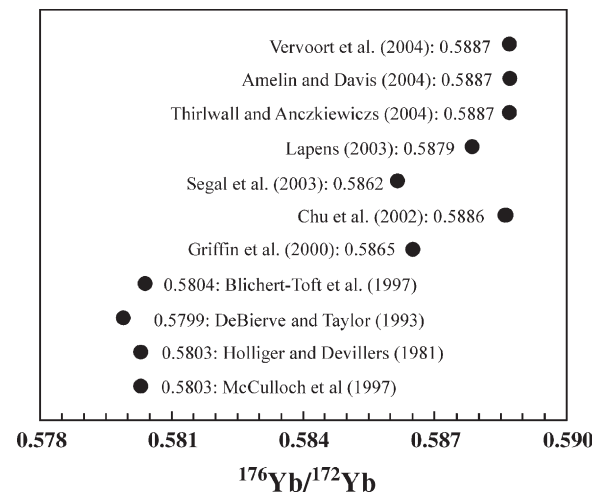 Vervoort et al. (2004): 0.5887
Amelin and Davis (2004): 0.5887
Thirlwall and Anczkiewiczs (2004): 0.5887
Lapens (2003): 0.5879
Segal et al. (2003): 0.5862
Chu et al. (2002): 0.5886
Griffin et al. (2000): 0.5865
0.5804: Blichert-Toft et al. (1997)
0.5799: DeBierve and Taylor (1993)
0.5803: Holliger and Devillers (1981)
0.5803: McCulloch et al (1997)
0.578 0.581 0.584 0.587 0.590
¹⁷⁶Yb/¹⁷²Yb